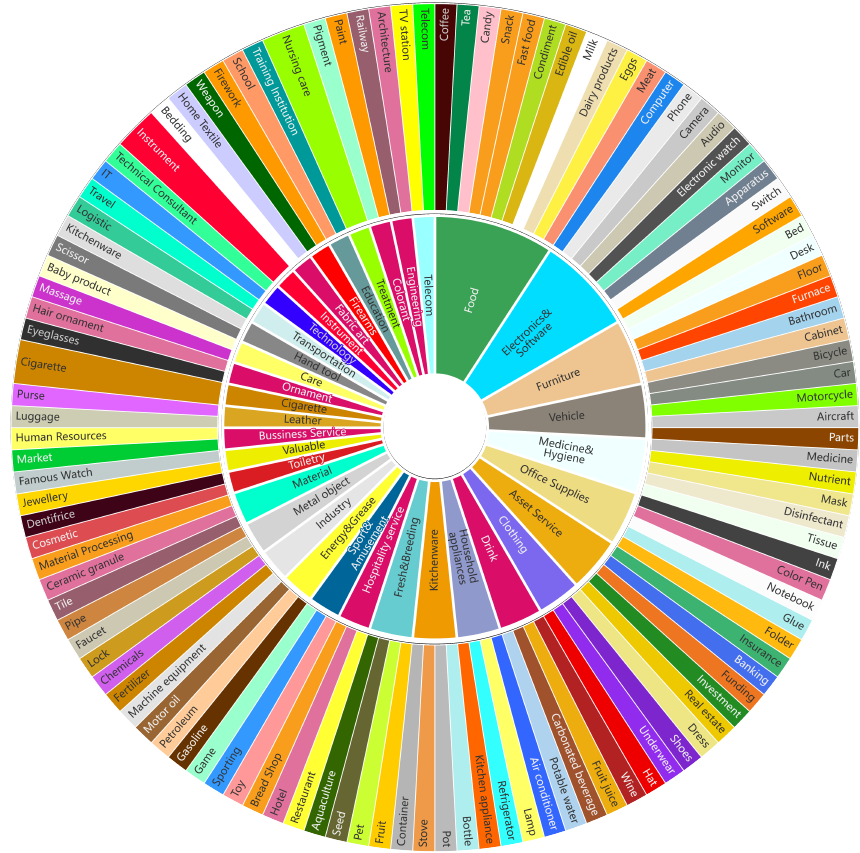 Coffee
Tea
Candy
Snack
Fast food
Condiment
Edible oil
Milk
Dairy products
Eggs
Meat
Computer
Phone
Camera
Audio
Electronic watch
Monitor
Apparatus
Switch
Software
Bed
Desk
Floor
Furnace
Bathroom
Cabinet
Bicycle
Car
Motorcycle
Aircraft
Parts
Medicine
Nutrient
Mask
Disinfectant
Tissue
Ink
Color Pen
Notebook
Glue
Folder
Insurance
Banking
Funding
Investment
Real estate
Dress
Shoes
Underwear
Hat
Wine
Fruit juice
Carbonated beverage
Potable water
Air conditioner
Lamp
Refrigerator
Kitchen appliance
Bottle
Pot
Stove
Container
Fruit
Pet
Seed
Aquaculture
Restaurant
Hotel
Bread Shop
Toy
Sporting
Game
Gasoline
Petroleum
Motor oil
Machine equipment
Fertilizer
Chemicals
Lock
Faucet
Pipe
Tile
Ceramic granule
Material Processing
Cosmetic
Dentifrice
Jewellery
Famous Watch
Market
Human Resources
Luggage
Purse
Cigarette
Eyeglasses
Hair ornament
Massage
Baby product
Scissor
Kitchenware
Logistic
Travel
IT
Technical Consultant
Instrument
Bedding
Home Textile
Weapon
Firework
School
Training Institution
Nursing care
Pigment
Paint
Railway
Architecture
TV station
Telecom
Food
Electronics&
Software
Furniture
Vehicle
Medicine&
Hygiene
Office Supplies
Asset Service
Clothing
Drink
Household
appliances
Kitchenware
Fresh&Breeding
Hospitality service
Sport&
Amusement
Energy&Grease
Industry
Metal object
Material
Toiletry
Valuable
Bussiness Service
Leather
Cigarette
Ornament
Care
Hand tool
Transportation
Technology
Instrument
Fabric art
Firearms
Education
Treatment
Colorant
Engineering
Telecom